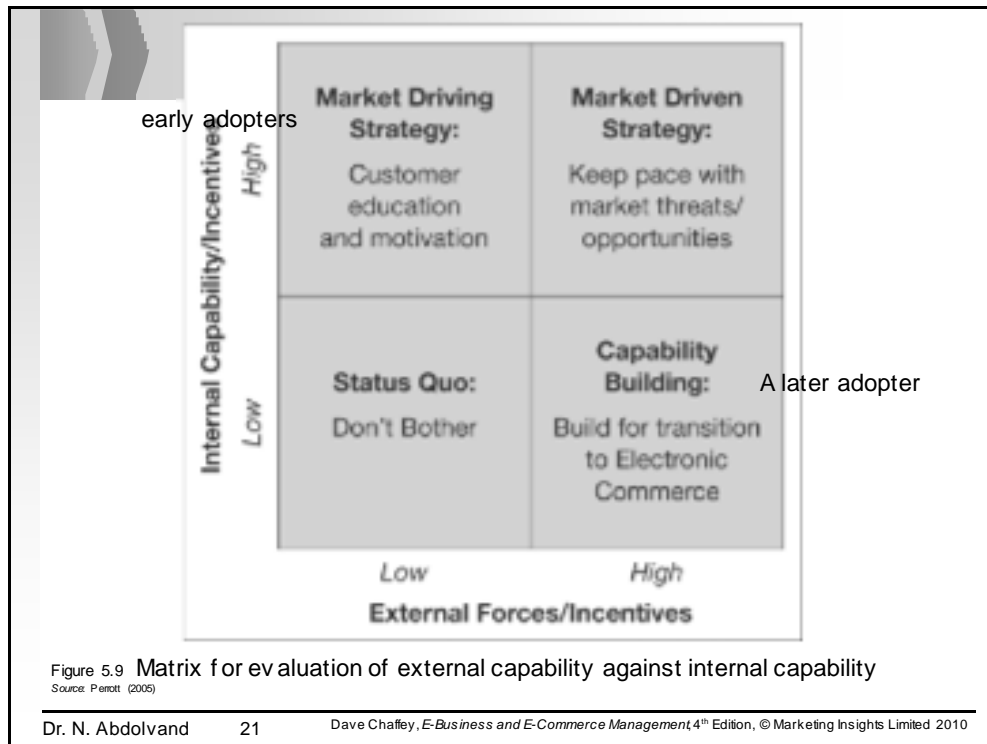 early adopters
Market Driving
Strategy:
Customer
education
and motivation
Market Driven
Strategy:
Keep pace with
market threats/
opportunities
Internal Capability/Incentives
High
Low
Status Quo:
Don't Bother
Capability
Building:
Build for transition
to Electronic
Commerce
A later adopter
Low
High
External Forces/Incentives
Figure 5.9 Matrix for evaluation of external capability against internal capability
Source: Perrott (2005)
Dr. N. Abdolvand 21 Dave Chaffey, E-Business and E-Commerce Management, 4th Edition, © Marketing Insights Limited 2010